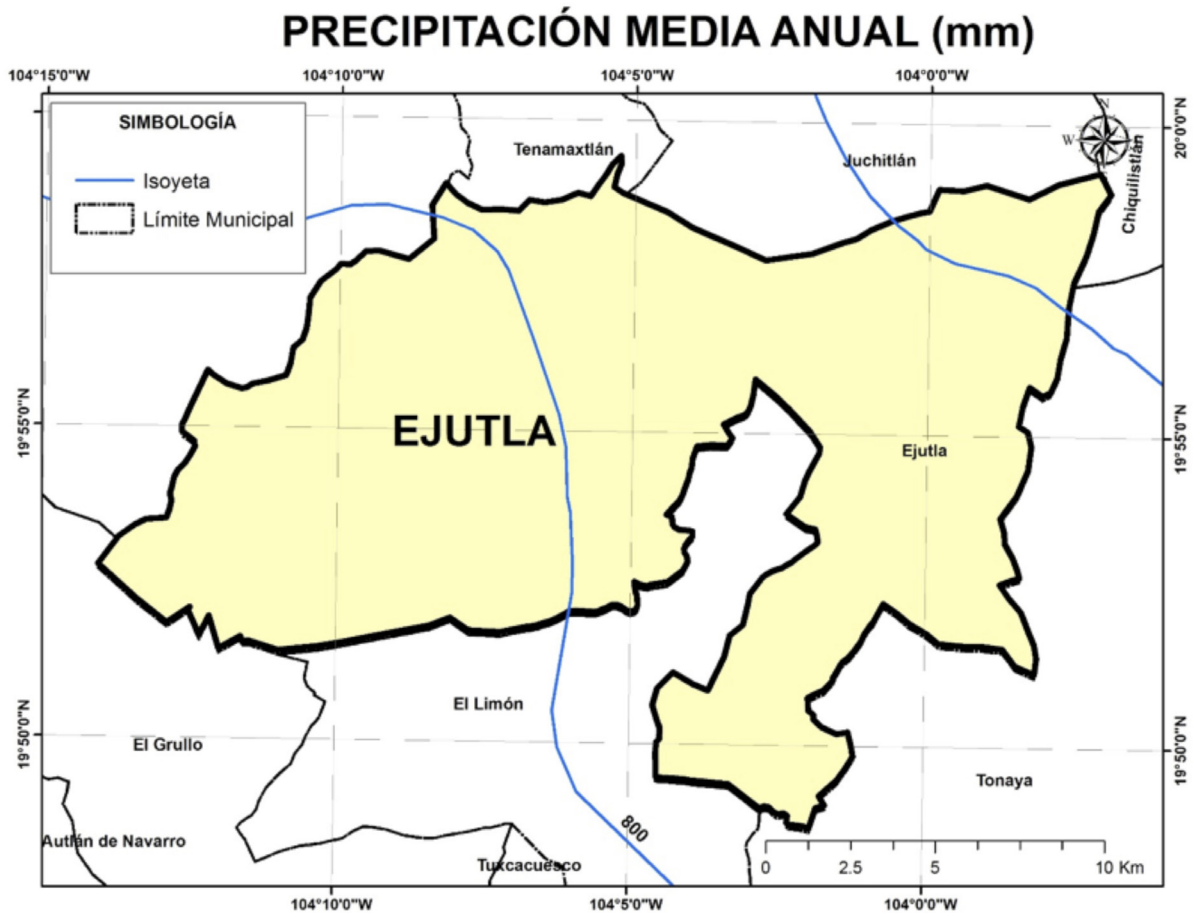 PRECIPITACIÓN MEDIA ANUAL (mm)
104°15'0"W 104°10'0"W 104°5'0"W 104°0'0"W
SIMBOLOGÍA
Isoyeta
Límite Municipal
N
W
20°0'0"N
Tenamaxtlán
Juchitlán
Chiquilistlán
19°55'0"N
EJUTLA
Ejutla
19°55'0"N
El Limón
El Grullo
19°50'0"N
19°50'0"N
Tonaya
Autlán de Navarro
800
Tuxcacuesco
0 2.5 5 10 Km
104°10'0"W 104°5'0"W 104°0'0"W